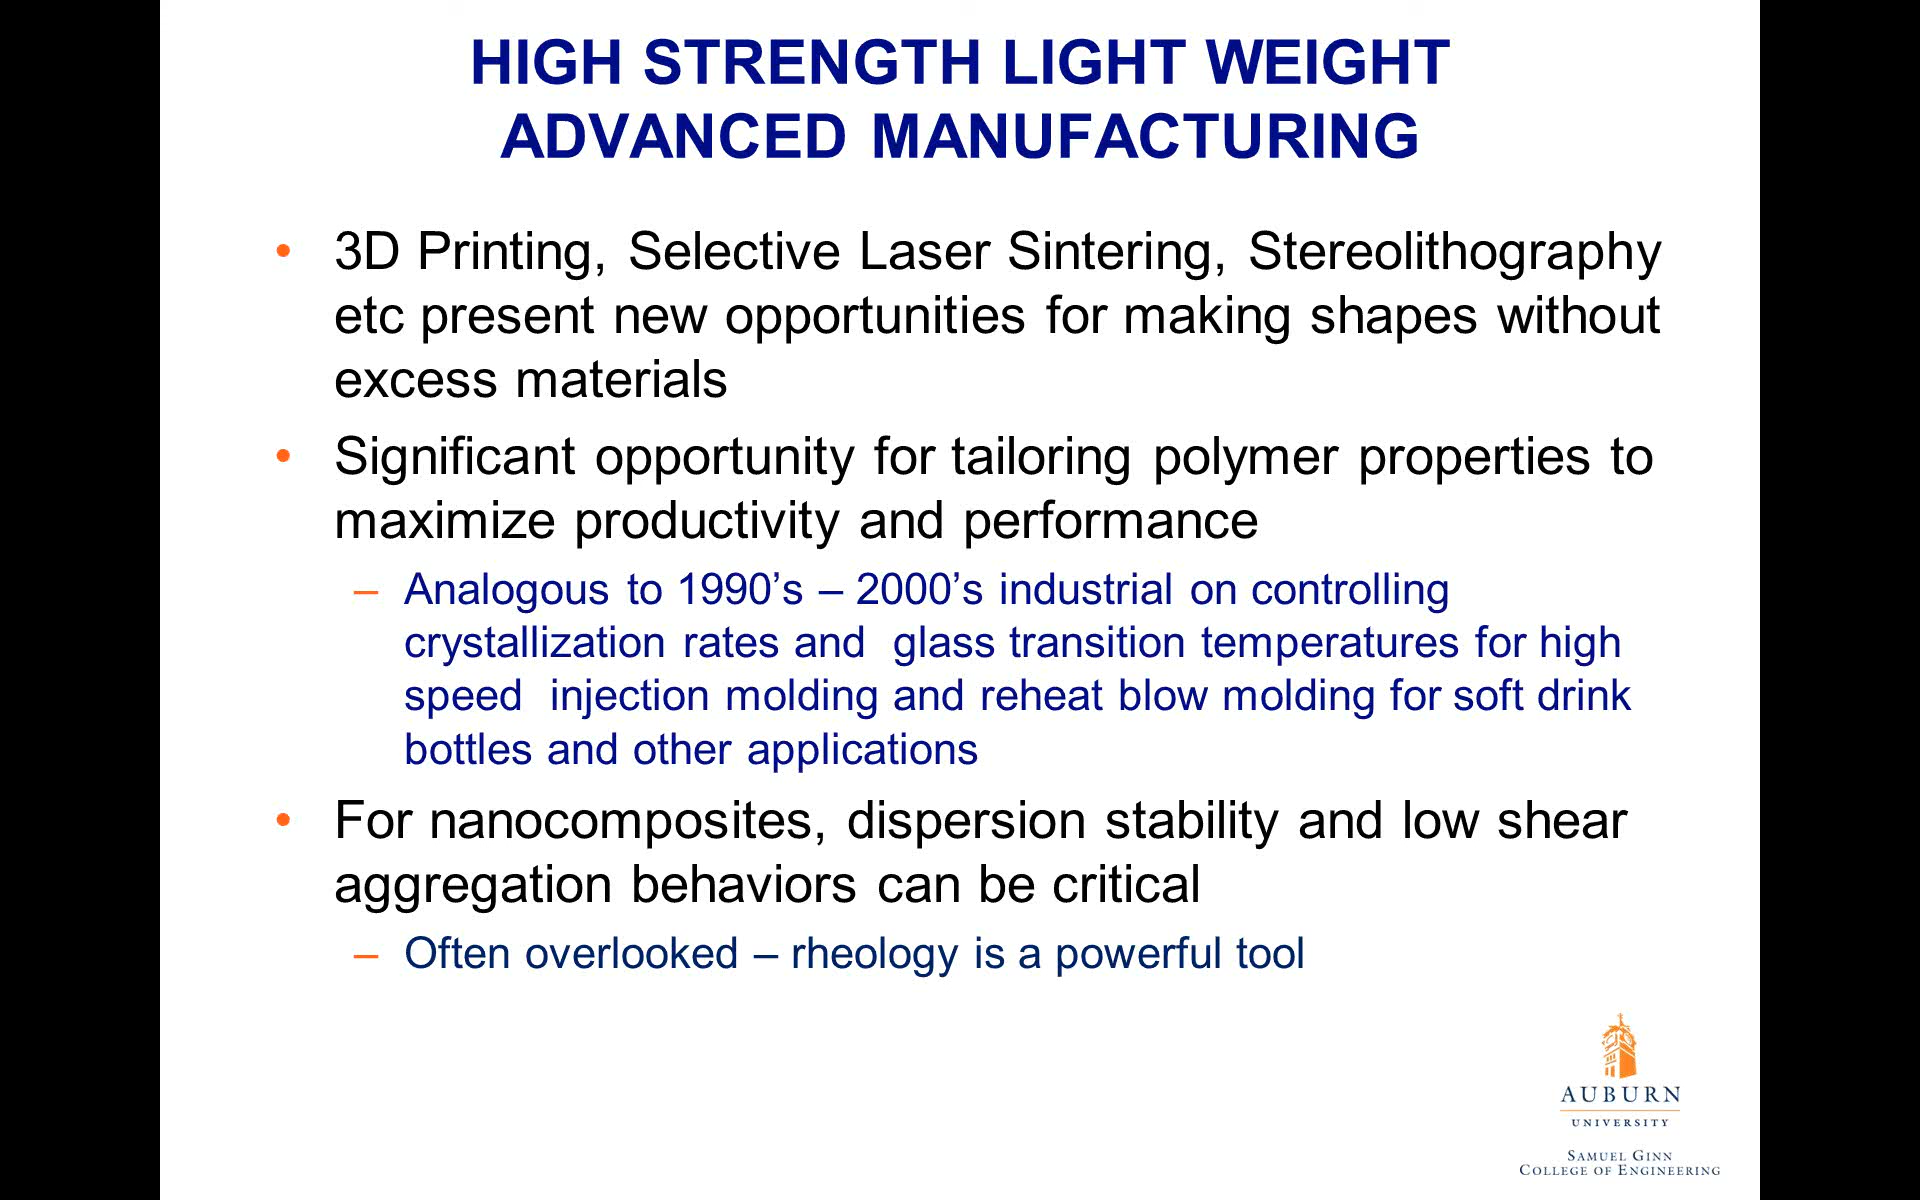 HIGH STRENGTH LIGHT WEIGHT
ADVANCED MANUFACTURING
• 3D Printing, Selective Laser Sintering, Stereolithography
etc present new opportunities for making shapes without
excess materials
• Significant opportunity for tailoring polymer properties to
maximize productivity and performance
– Analogous to 1990’s – 2000’s industrial on controlling
crystallization rates and glass transition temperatures for high
speed injection molding and reheat blow molding for soft drink
bottles and other applications
• For nanocomposites, dispersion stability and low shear
aggregation behaviors can be critical
– Often overlooked – rheology is a powerful tool
AUBURN
UNIVERSITY
SAMUEL GINN
COLLEGE OF ENGINEERING